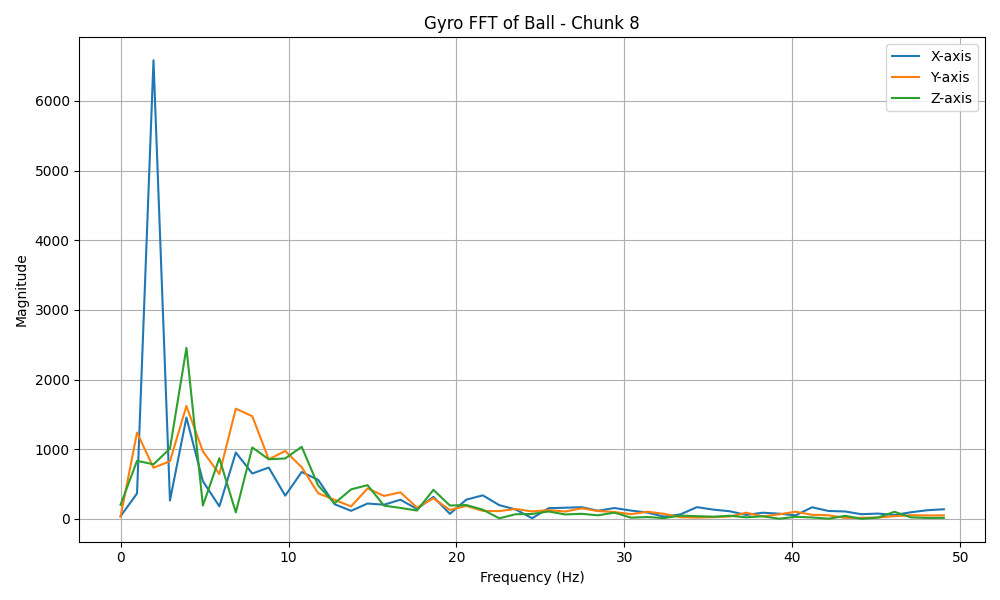 Gyro FFT of Ball - Chunk 8
X-axis
Y-axis
Z-axis
6000
5000
4000
3000
2000
1000
0
Magnitude
0 10 20 30 40 50
Frequency (Hz)